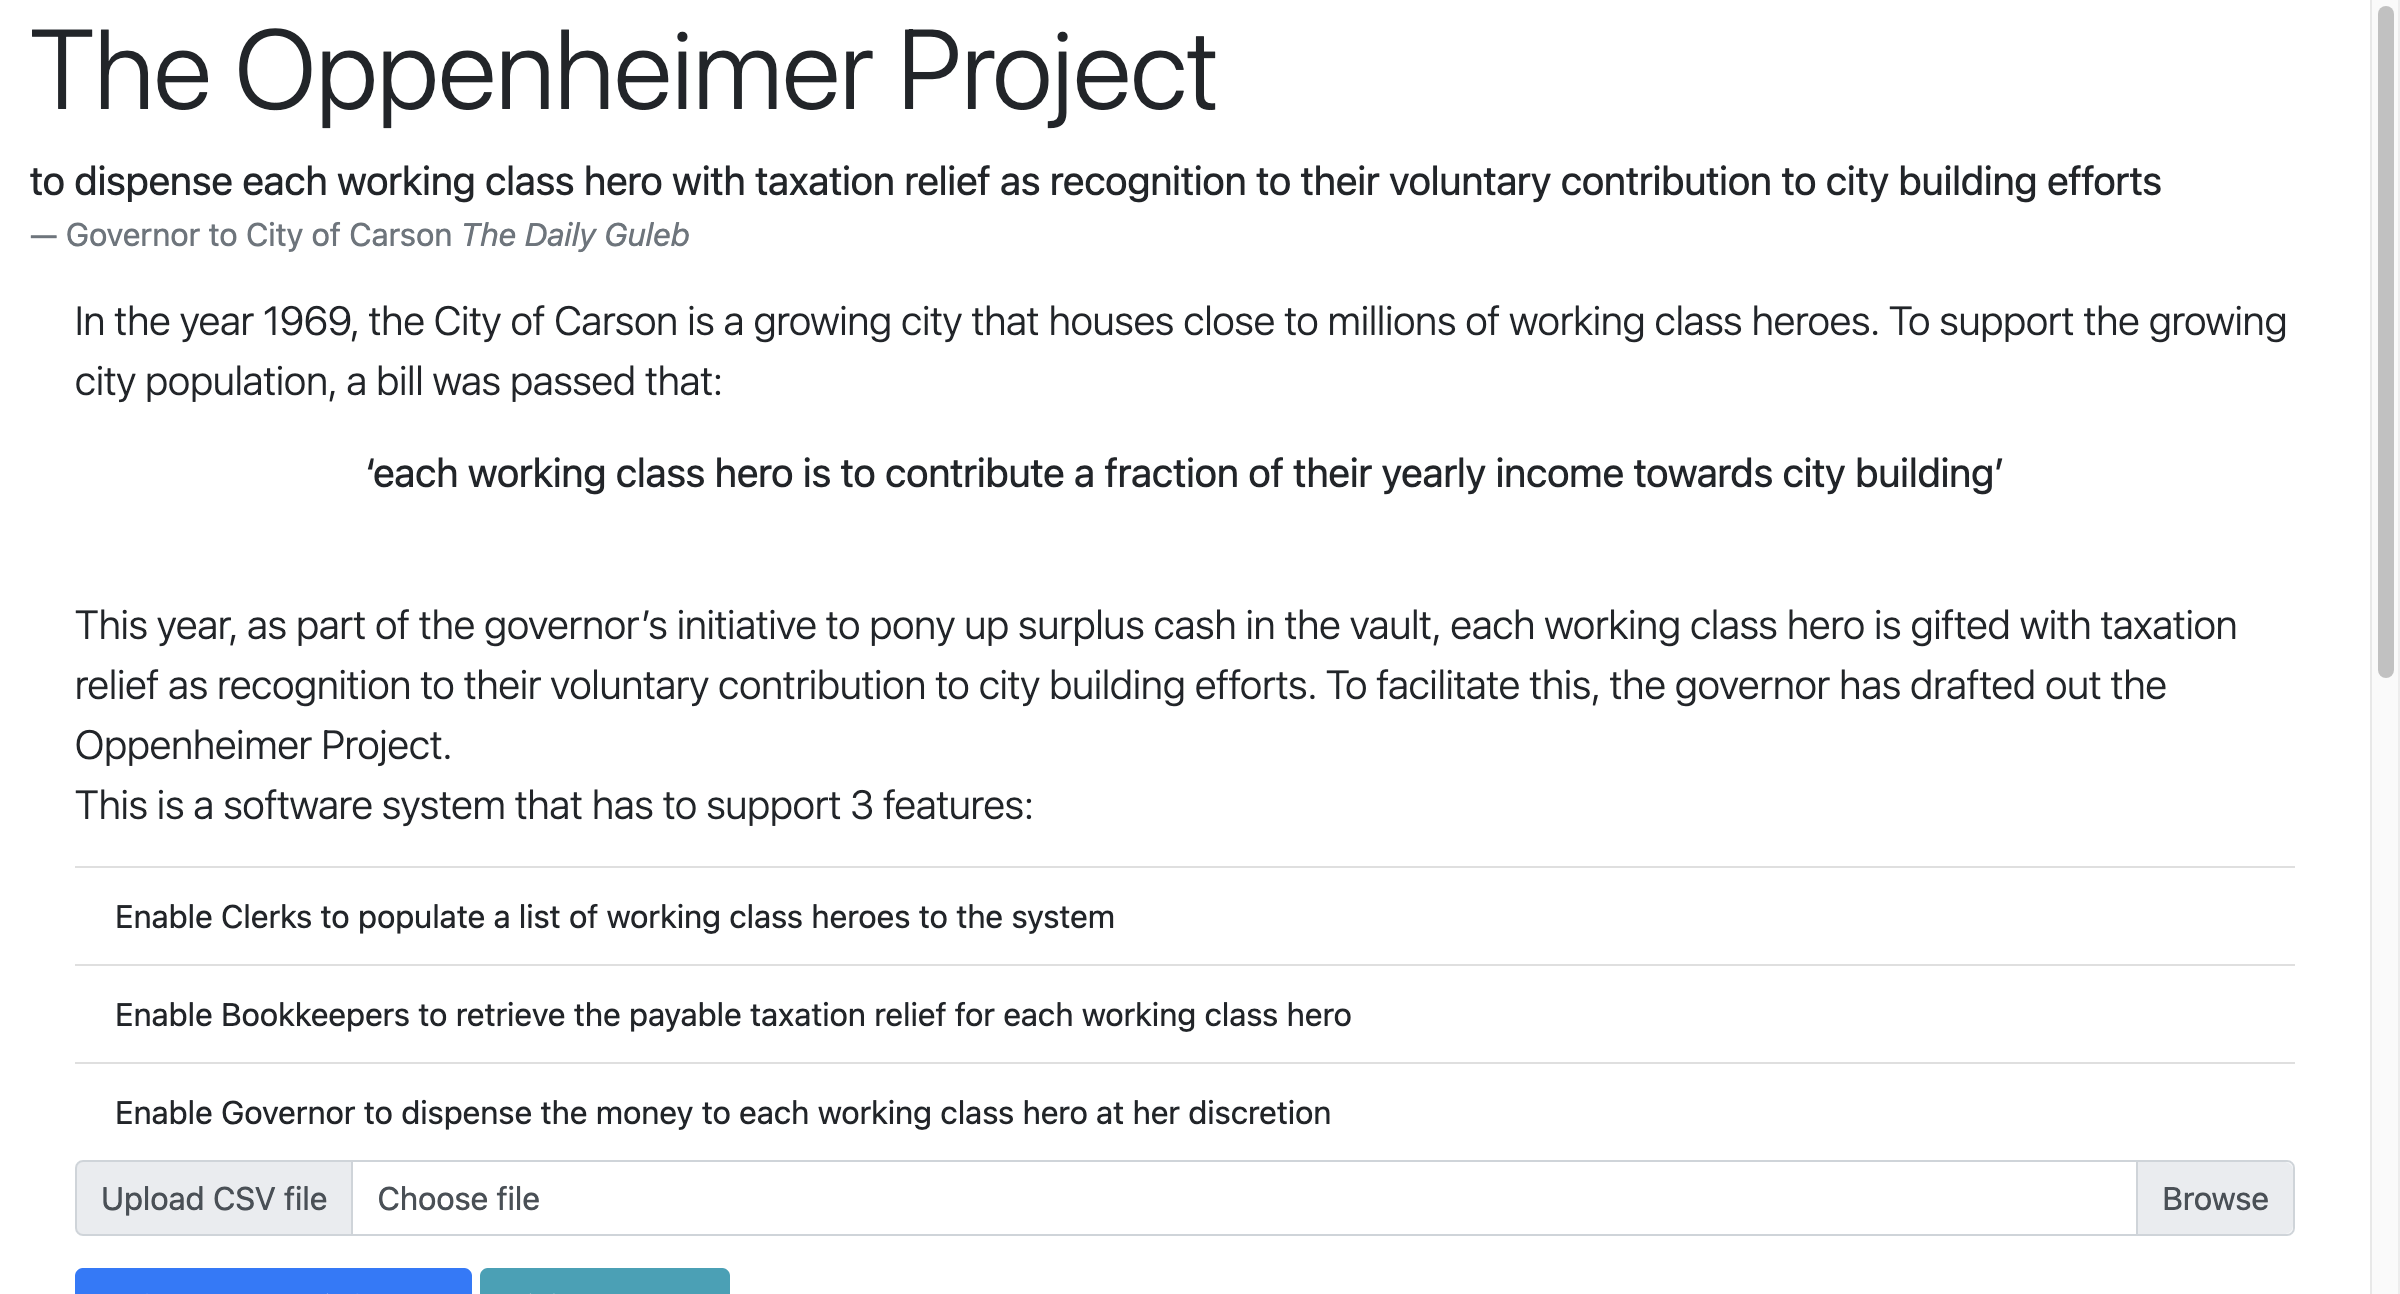 The Oppenheimer Project
to dispense each working class hero with taxation relief as recognition to their voluntary contribution to city building efforts
— Governor to City of Carson The Daily Guleb
In the year 1969, the City of Carson is a growing city that houses close to millions of working class heroes. To support the growing
city population, a bill was passed that:
‘each working class hero is to contribute a fraction of their yearly income towards city building’
This year, as part of the governor’s initiative to pony up surplus cash in the vault, each working class hero is gifted with taxation
relief as recognition to their voluntary contribution to city building efforts. To facilitate this, the governor has drafted out the
Oppenheimer Project.
This is a software system that has to support 3 features:
Enable Clerks to populate a list of working class heroes to the system
Enable Bookkeepers to retrieve the payable taxation relief for each working class hero
Enable Governor to dispense the money to each working class hero at her discretion
Upload CSV file Choose file Browse